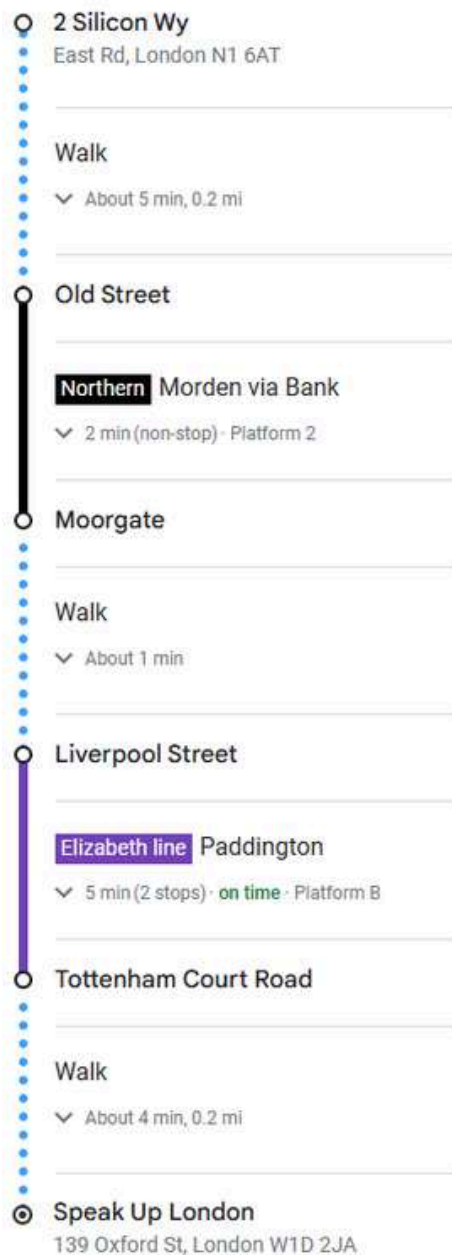 2 Silicon Wy
East Rd, London N1 6AT
Walk
About 5 min, 0.2 mi
Old Street
Northern Morden via Bank
2 min (non-stop) · Platform 2
Moorgate
Walk
About 1 min
Liverpool Street
Elizabeth line Paddington
5 min (2 stops) · on time · Platform B
Tottenham Court Road
Walk
About 4 min, 0.2 mi
Speak Up London
139 Oxford St, London W1D 2JA